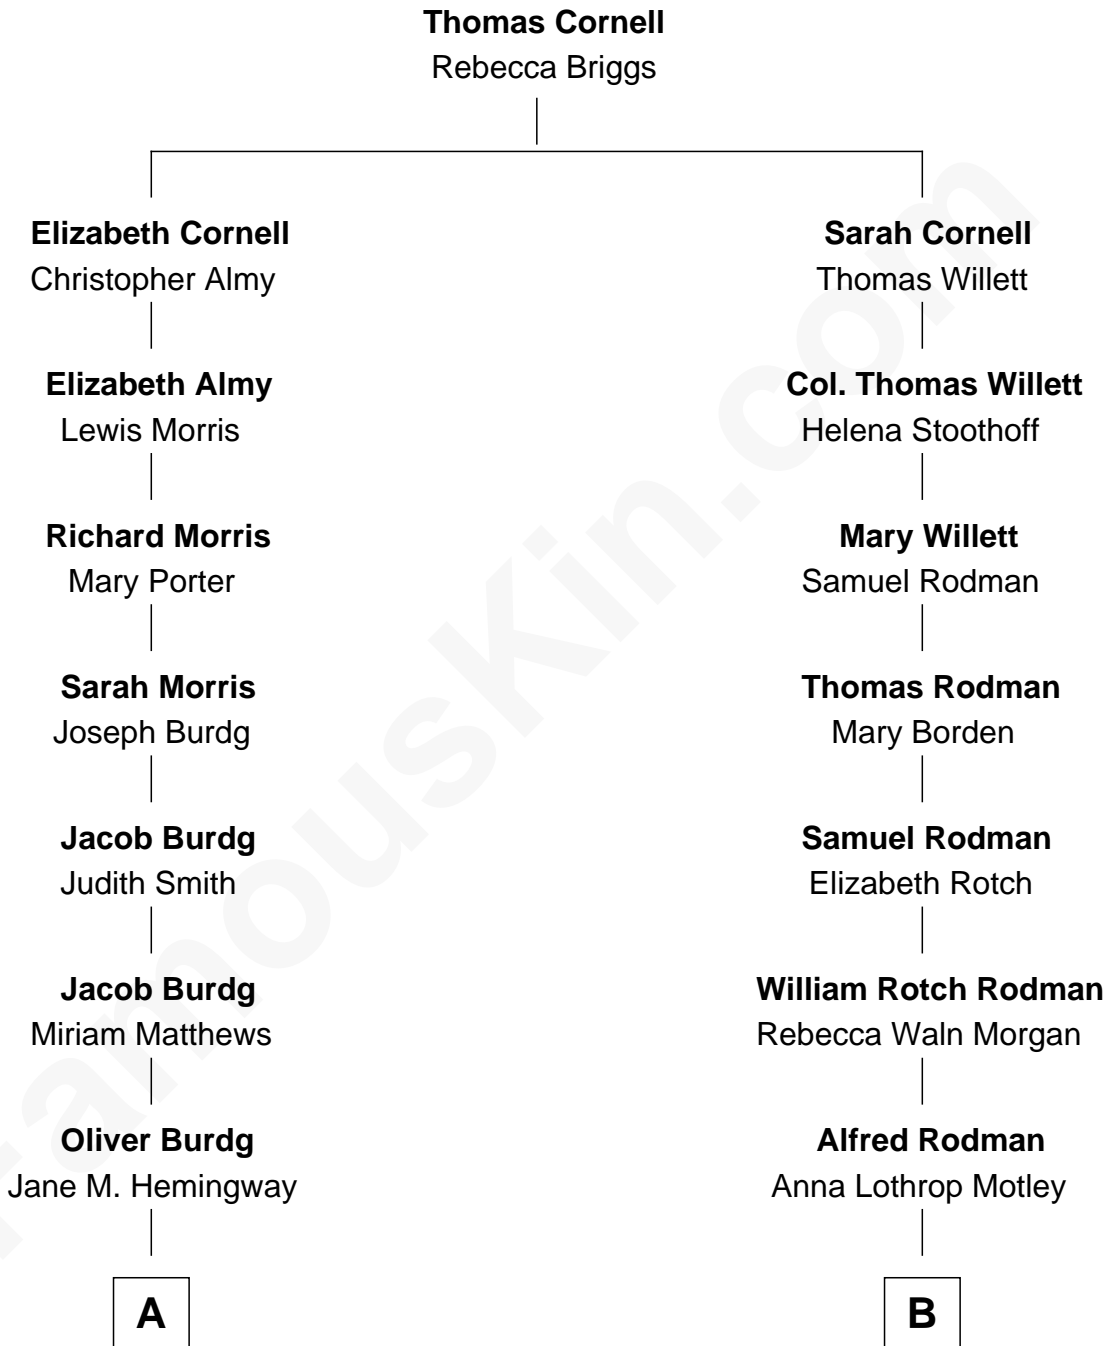 Thomas Cornell
Rebecca Briggs
Elizabeth Cornell
Christopher Almy
Sarah Cornell
Thomas Willett
Elizabeth Almy
Lewis Morris
Col. Thomas Willett
Helena Stoothoff
Richard Morris
Mary Porter
Mary Willett
Samuel Rodman
Sarah Morris
Joseph Burdg
Thomas Rodman
Mary Borden
Jacob Burdg
Judith Smith
Samuel Rodman
Elizabeth Rotch
Jacob Burdg
Miriam Matthews
William Rotch Rodman
Rebecca Waln Morgan
Oliver Burdg
Jane M. Hemingway
Alfred Rodman
Anna Lothrop Motley
A
B
FamousKin.com